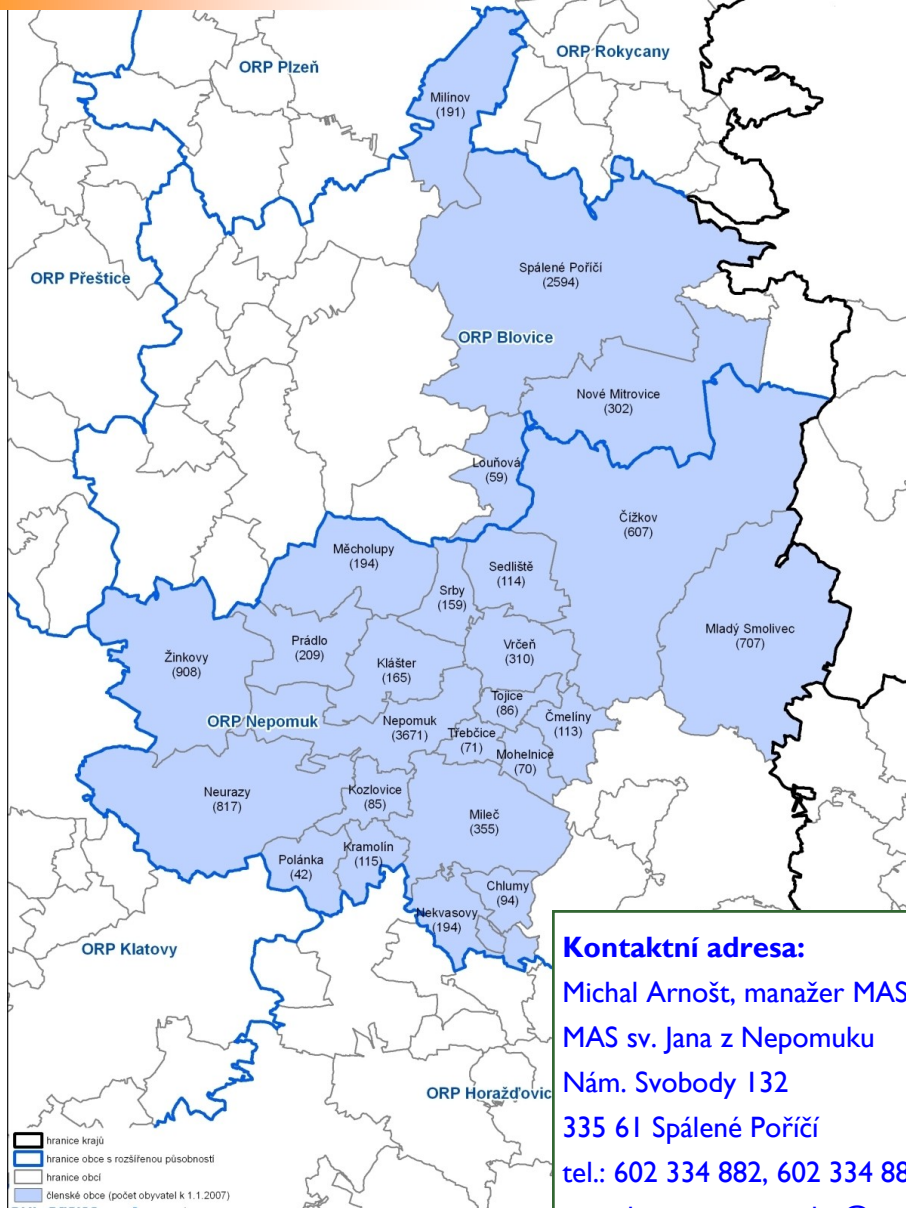 ORP Plzeň
ORP Rokycany
Milínov
(191)
ORP Přeštice
Spálené Poříčí
(2594)
ORP Blovice
Nové Mitrovice
(302)
Louňová
(59)
Čížkov
(607)
Měcholupy
(194)
Sedliště
(114)
Srby
(159)
Mladý Smolivec
(707)
Žinkovy
(908)
Prádlo
(209)
Klášter
(165)
Vrčeň
(310)
Tojice
(86)
ORP Nepomuk
Nepomuk
(3671)
Třebčice
(71)
Čmelíny
(113)
Mohelnice
(70)
Neurazy
(817)
Kozlovice
(85)
Mileč
(355)
Polánka
(42)
Kramolín
(115)
Chlumy
(94)
Nekvasovy
(194)
ORP Klatovy
ORP Horažďovic
Kontaktní adresa:
Michal Arnošt, manažer MAS
MAS sv. Jana z Nepomuku
Nám. Svobody 132
335 61 Spálené Poříčí
tel.: 602 334 882, 602 334 88
hranice krajů
hranice obce s rozšířenou působností
hranice obcí
členské obce (počet obyvatel k 1.1.2007)